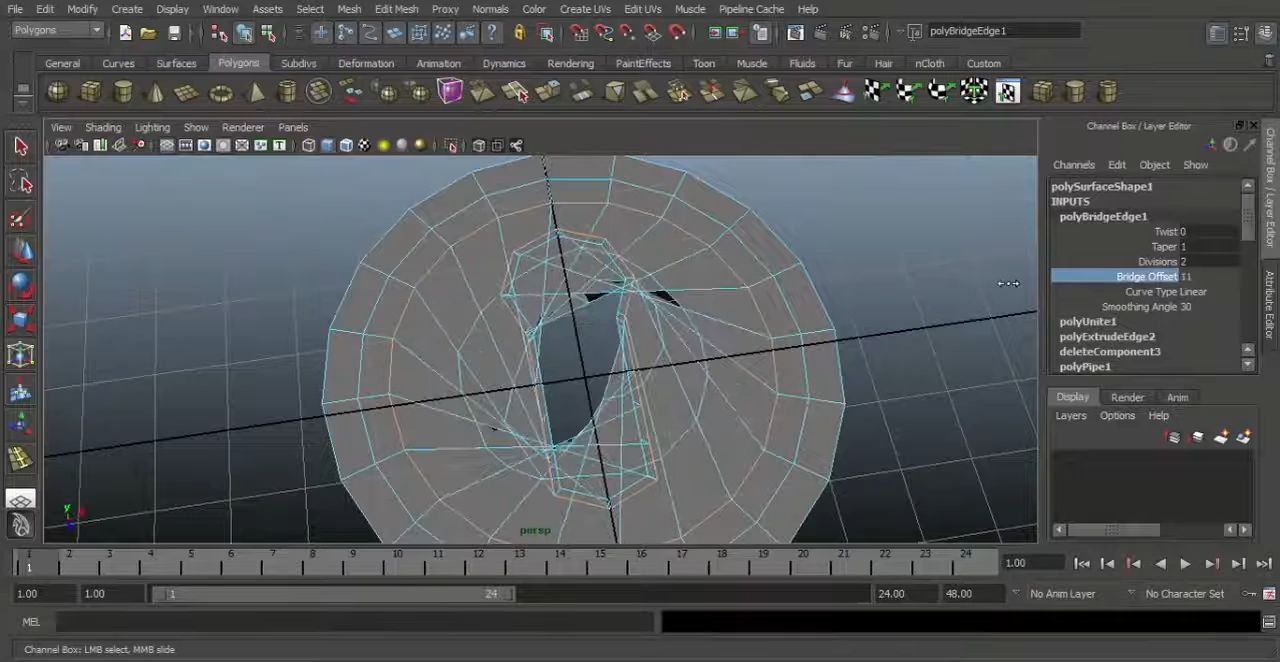 File Edit Modify Create Display Window Assets Select Mesh Edit Mesh Proxy Normals Color Create UVs Edit UVs Muscle Pipeline Cache Help
Polygons polyBridgeEdge1
General Curves Surfaces Polygons Subdivs Deformation Animation Dynamics Rendering PaintEffects Toon Muscle Fluids Fur Hair nCloth Custom
View Shading Lighting Show Renderer Panels
Channel Box / Layer Editor
Channels Edit Object Show
polySurfaceShape1
INPUTS
polyBridgeEdge1
Twist 0
Taper 1
Divisions 2
Bridge Offset 11
Curve Type Linear
Smoothing Angle 30
polyUnite1
polyExtrudeEdge2
deleteComponent3
polyPipe1
Display Render Anim
Layers Options Help
Channel Box / Layer Editor
Attribute Editor
y
persp
1 2 3 4 5 6 7 8 9 10 11 12 13 14 15 16 17 18 19 20 21 22 23 24
1 1.00
1.00 1.00 1 24 24.00 48.00 No Anim Layer No Character Set
MEL
Channel Box: LMB select, MMB slide